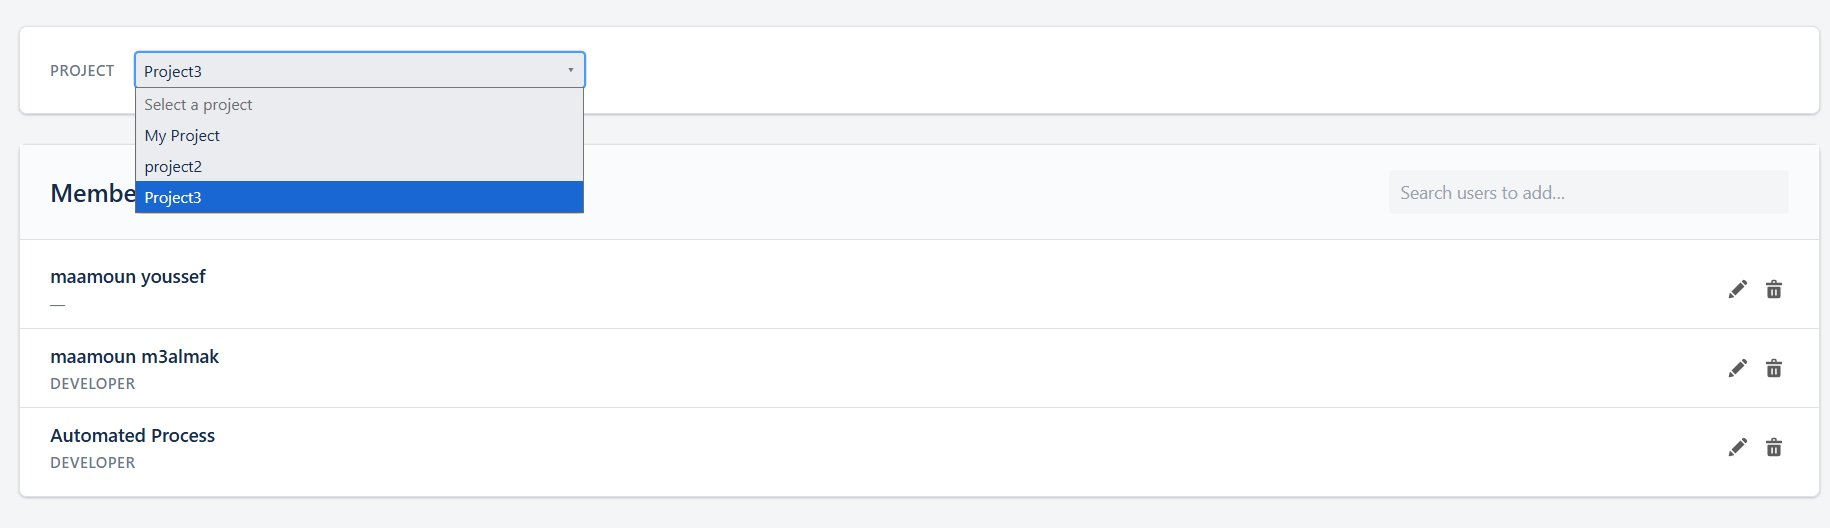 PROJECT
Project3
Select a project
My Project
project2
Project3
Membe
Search users to add...
maamoun youssef
—
maamoun m3almak
DEVELOPER
Automated Process
DEVELOPER